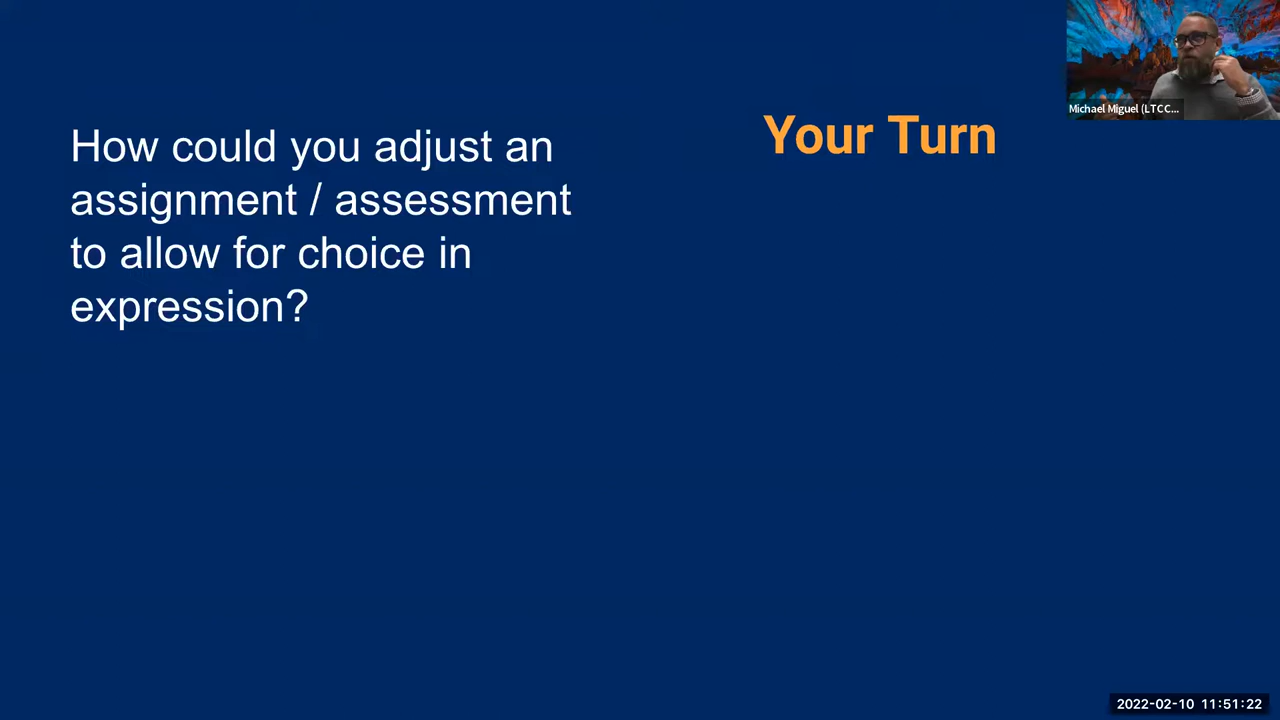 How could you adjust an
assignment / assessment
to allow for choice in
expression?
Your Turn
Michael Miguel (LTCC...
2022-02-10 11:51:22